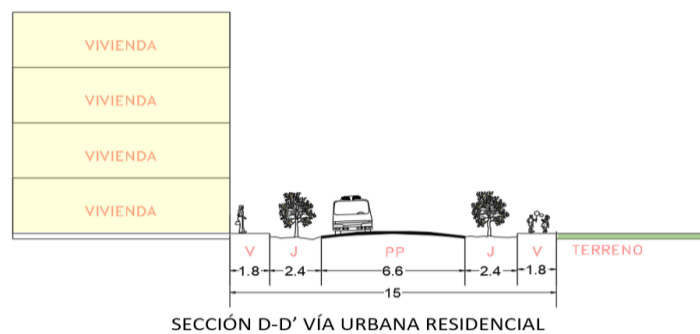 VIVIENDA
VIVIENDA
VIVIENDA
VIVIENDA
V J PP J V TERRENO
1.8 2.4 6.6 2.4 1.8
15
SECCIÓN D-D' VÍA URBANA RESIDENCIAL